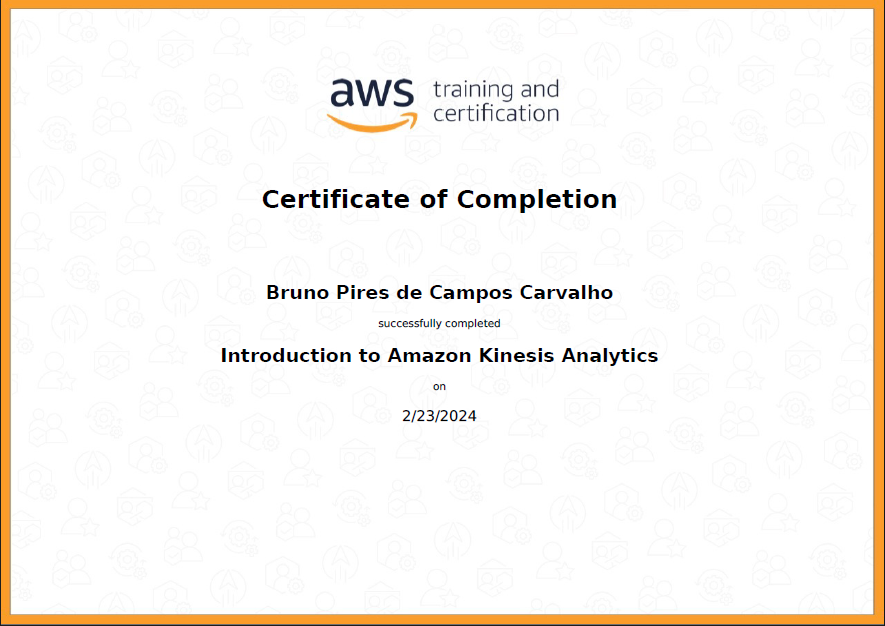 aws training and
certification
Certificate of Completion
Bruno Pires de Campos Carvalho
successfully completed
Introduction to Amazon Kinesis Analytics
on
2/23/2024